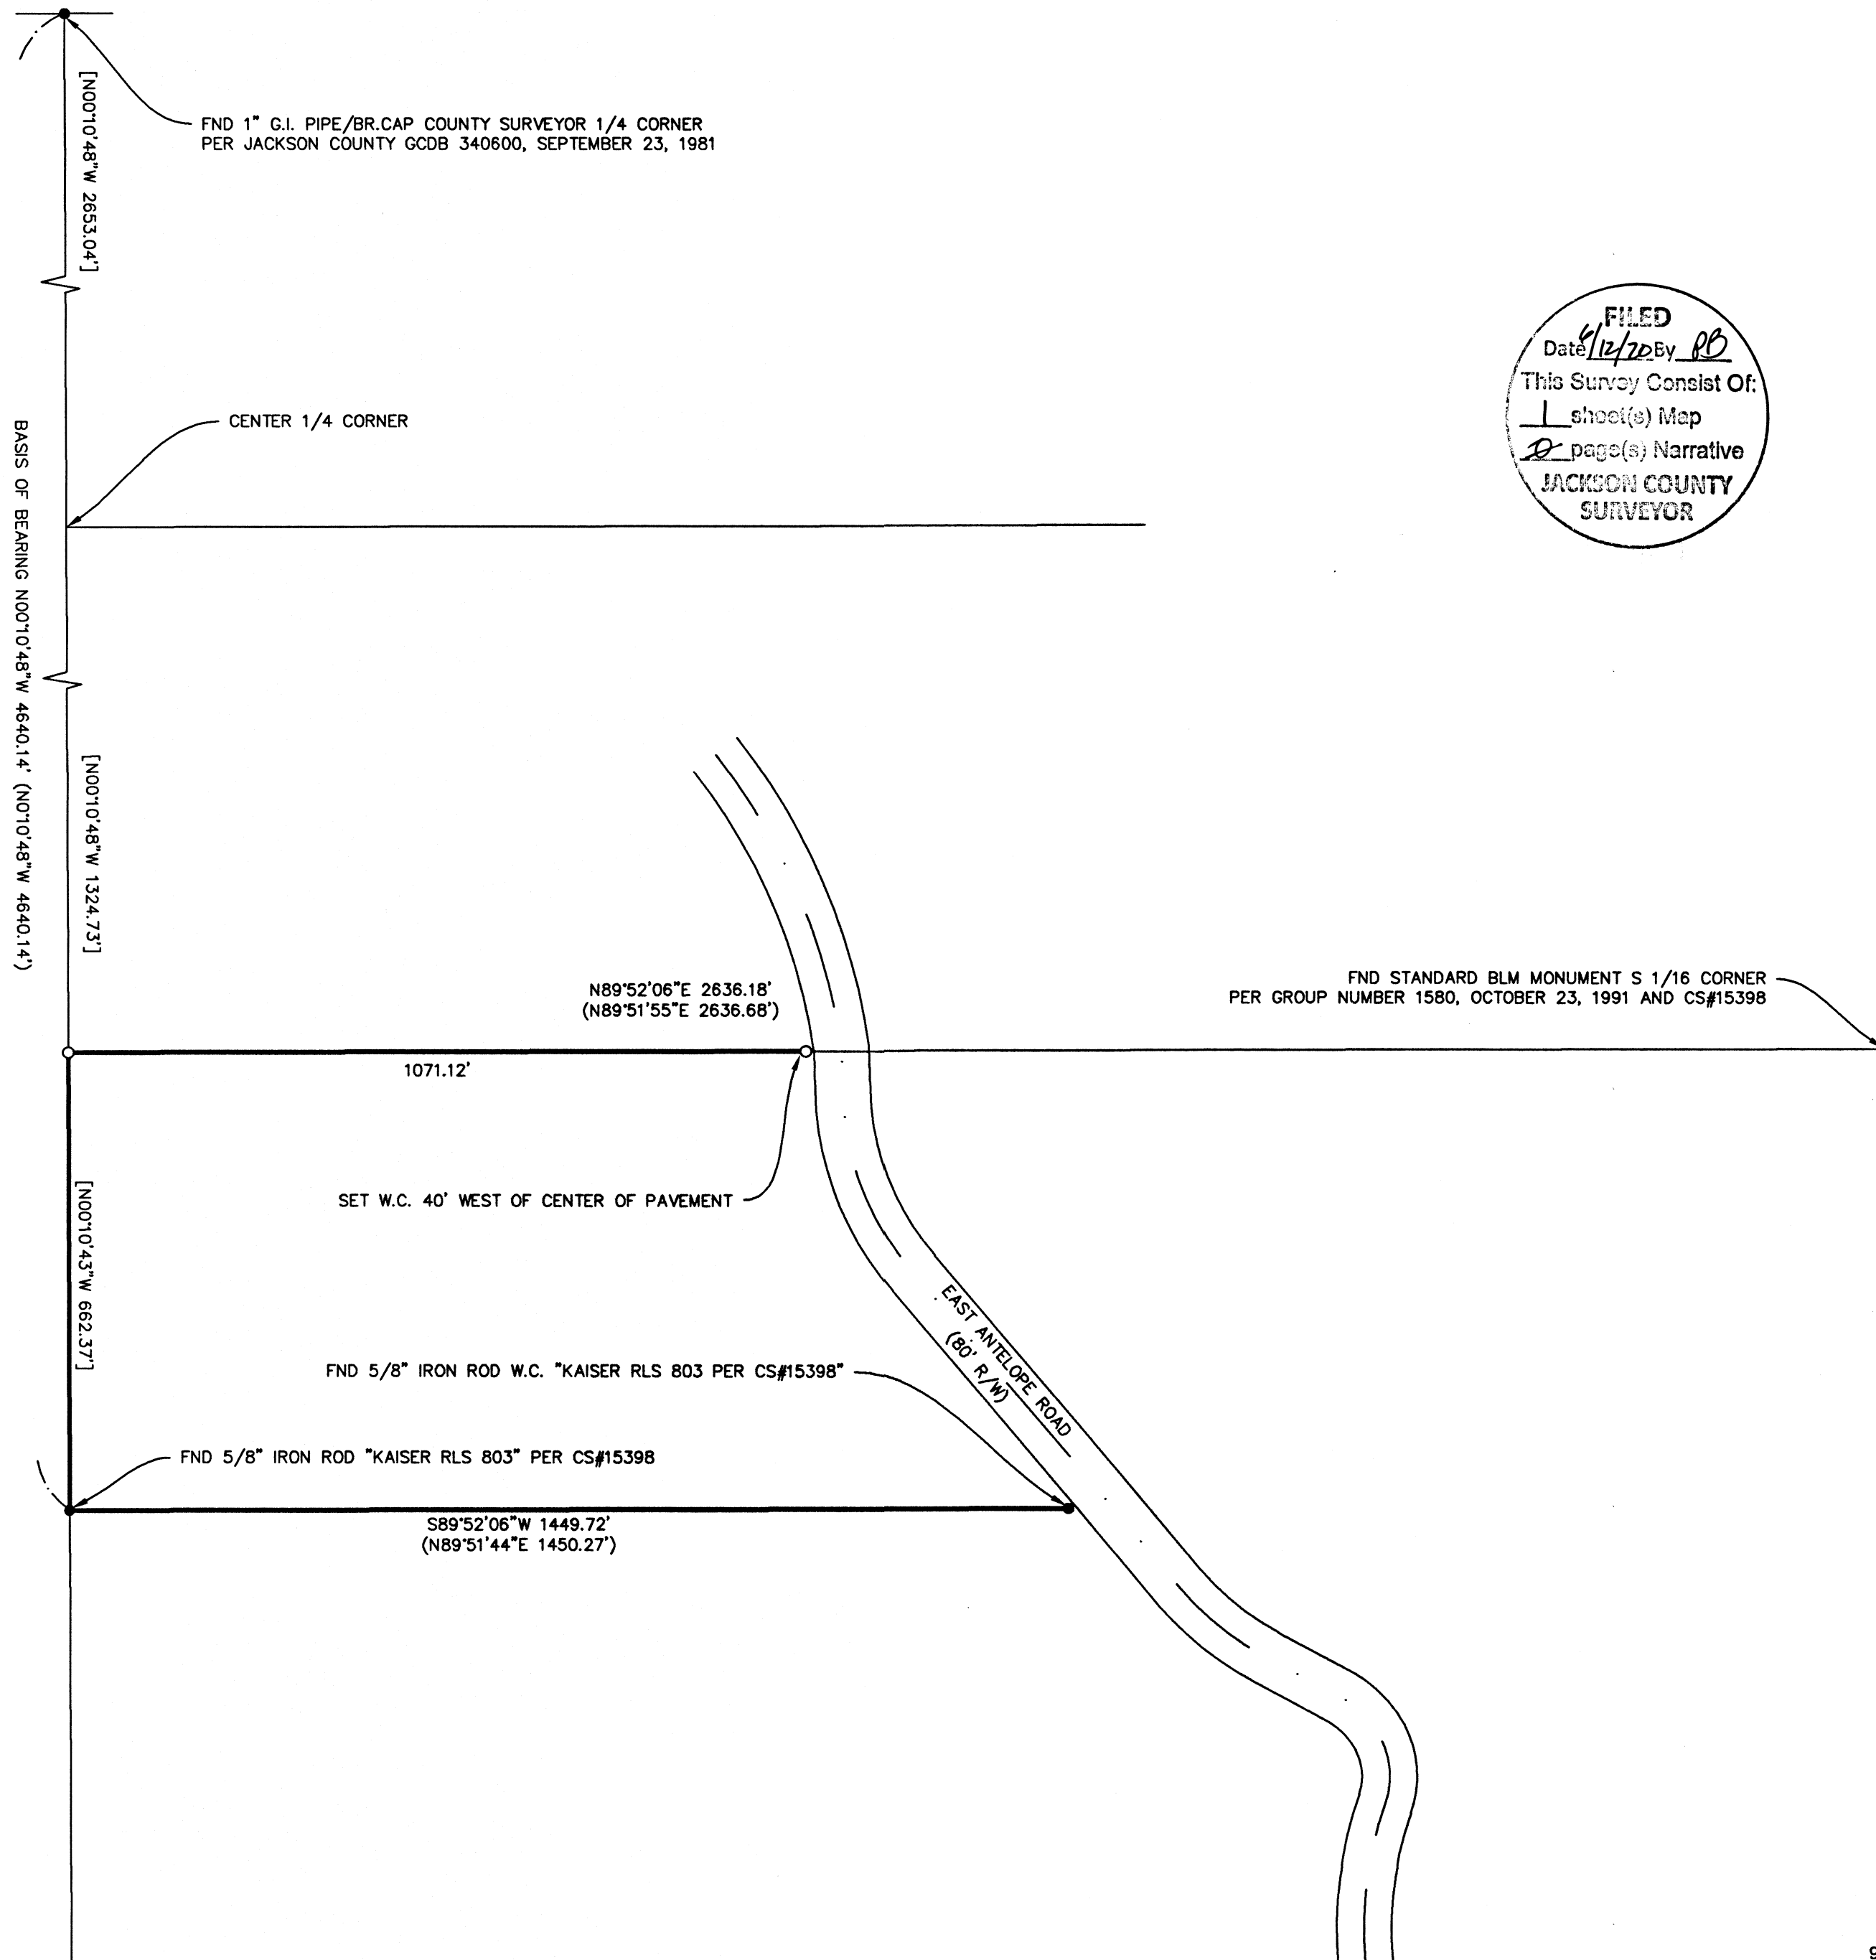 [N00°10'48"W 2653.04']
FND 1" G.I. PIPE/BR.CAP COUNTY SURVEYOR 1/4 CORNER
PER JACKSON COUNTY GCDB 340600, SEPTEMBER 23, 1981
FILED
Date 6/12/20 By PB
This Survey Consist Of:
1 sheet(s) Map
page(s) Narrative
JACKSON COUNTY
SURVEYOR
CENTER 1/4 CORNER
BASIS OF BEARING N00°10'48"W 4640.14' (N0°10'48"W 4640.14')
[N00°10'48"W 1324.73']
N89°52'06"E 2636.18'
(N89°51'55"E 2636.68')
1071.12'
FND STANDARD BLM MONUMENT S 1/16 CORNER
PER GROUP NUMBER 1580, OCTOBER 23, 1991 AND CS#15398
SET W.C. 40' WEST OF CENTER OF PAVEMENT
[N00°10'43"W 662.37']
EAST ANTELOPE ROAD
(80' R/W)
FND 5/8" IRON ROD W.C. "KAISER RLS 803 PER CS#15398"
FND 5/8" IRON ROD "KAISER RLS 803" PER CS#15398
S89°52'06"W 1449.72'
(N89°51'44"E 1450.27')